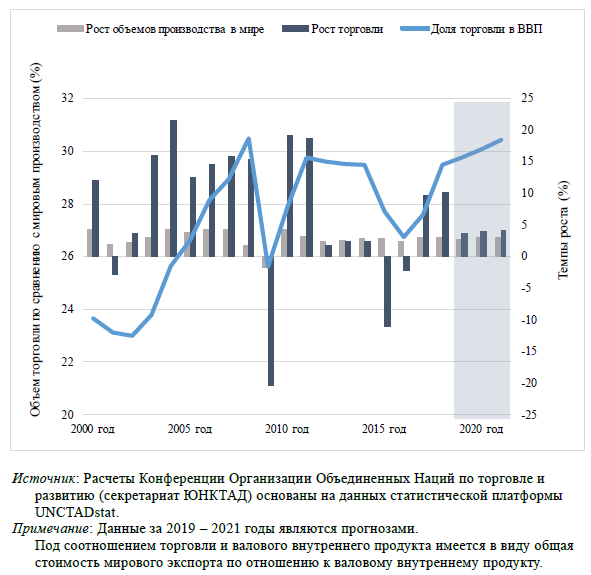 Рост объемов производства в мире Рост торговли Доля торговли в ВВП
Объем торговли по сравнению с мировым производством (%)
32
30
28
26
24
22
20
25
20
15
10
5
0
-5
-10
-15
-20
-25
Темпы роста (%)
2000 год 2005 год 2010 год 2015 год 2020 год
Источник: Расчеты Конференции Организации Объединенных Наций по торговле и
развитию (секретариат ЮНКТАД) основаны на данных статистической платформы
UNCTADstat.
Примечание: Данные за 2019 – 2021 годы являются прогнозами.
Под соотношением торговли и валового внутреннего продукта имеется в виду общая
стоимость мирового экспорта по отношению к валовому внутреннему продукту.